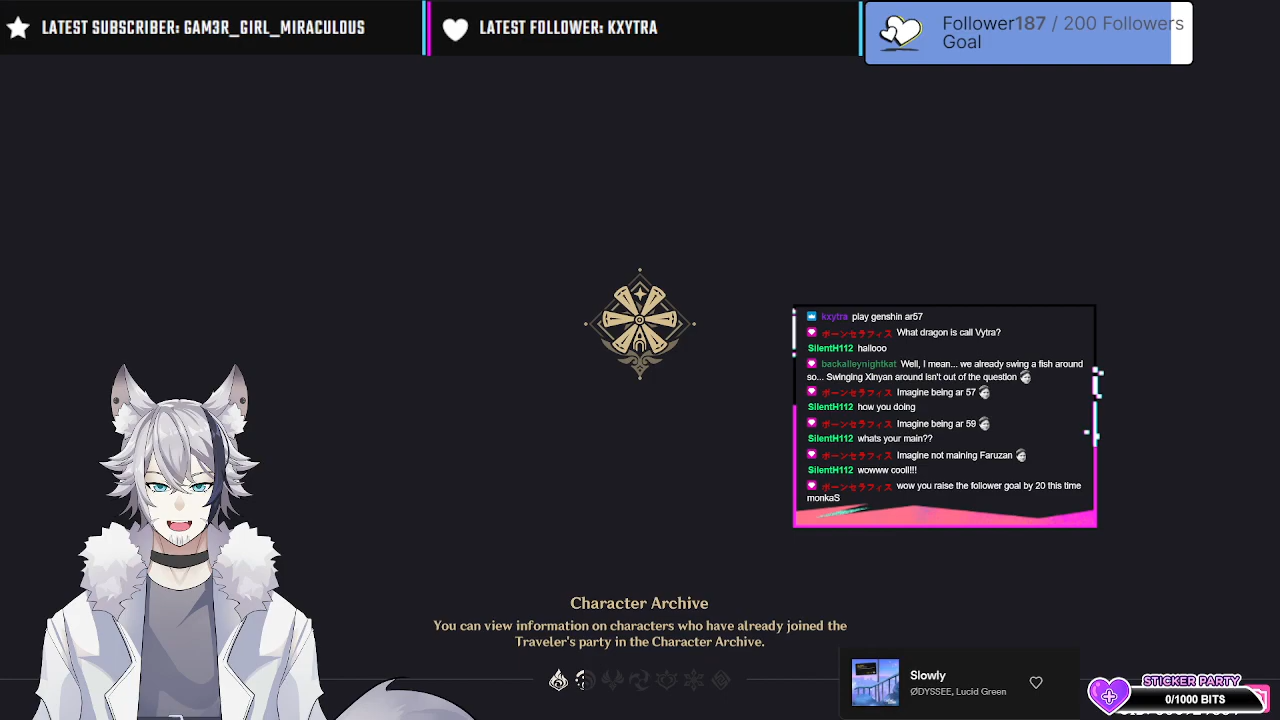 LATEST SUBSCRIBER: GAM3R_GIRL_MIRACULOUS
LATEST FOLLOWER: KXYTRA
Follower187 / 200 Followers
Goal
kxytra play genshin ar57
ボーンセラフィス What dragon is call Vytra?
SilentH112 hallooo
backalleynightkat Well, I mean... we already swing a fish around
so... Swinging Xinyan around isn't out of the question
ボーンセラフィス Imagine being ar 57
SilentH112 how you doing
ボーンセラフィス Imagine being ar 59
SilentH112 whats your main??
ボーンセラフィス Imagine not maining Faruzan
SilentH112 wowww cool!!!
ボーンセラフィス wow you raise the follower goal by 20 this time
monkaS
Character Archive
You can view information on characters who have already joined the
Traveler's party in the Character Archive.
Slowly
ØDYSSEE, Lucid Green
STICKER PARTY
0/1000 BITS